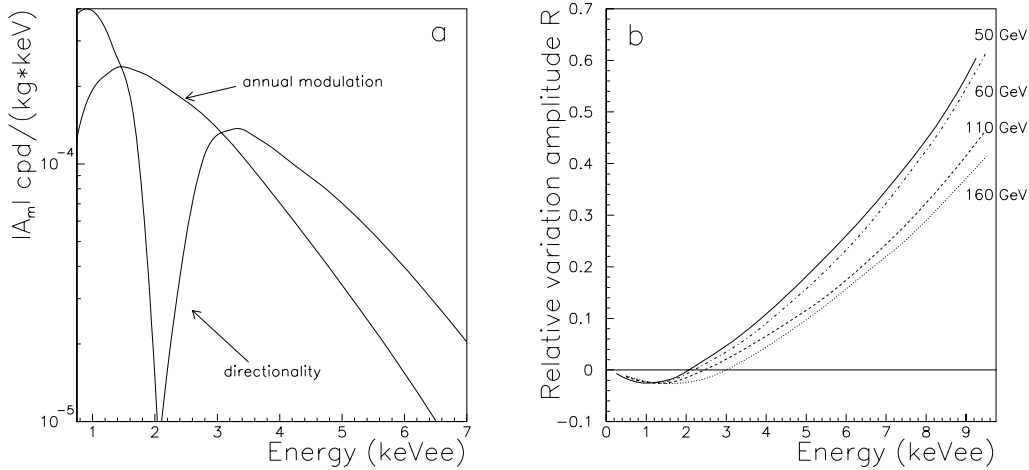 a
|A_m| cpd/(kg*keV)
10^-4
10^-5
annual modulation
directionality
1 2 3 4 5 6 7
Energy (keVee)
b
Relative variation amplitude R
0.7
0.6
0.5
0.4
0.3
0.2
0.1
0
-0.1
50 GeV
60 GeV
110 GeV
160 GeV
0 1 2 3 4 5 6 7 8 9
Energy (keVee)